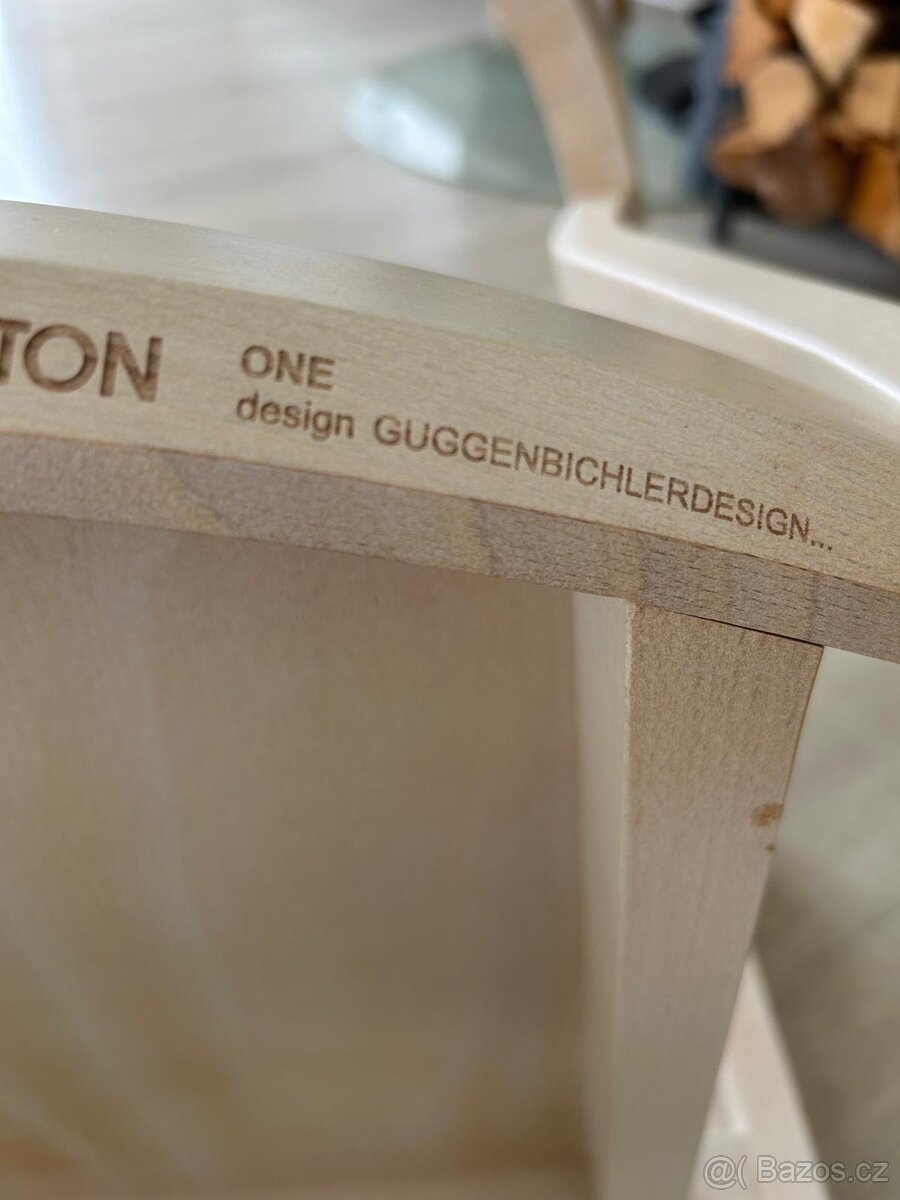 TON
ONE
design GUGGENBICHLERDESIGN...
@( Bazos.cz